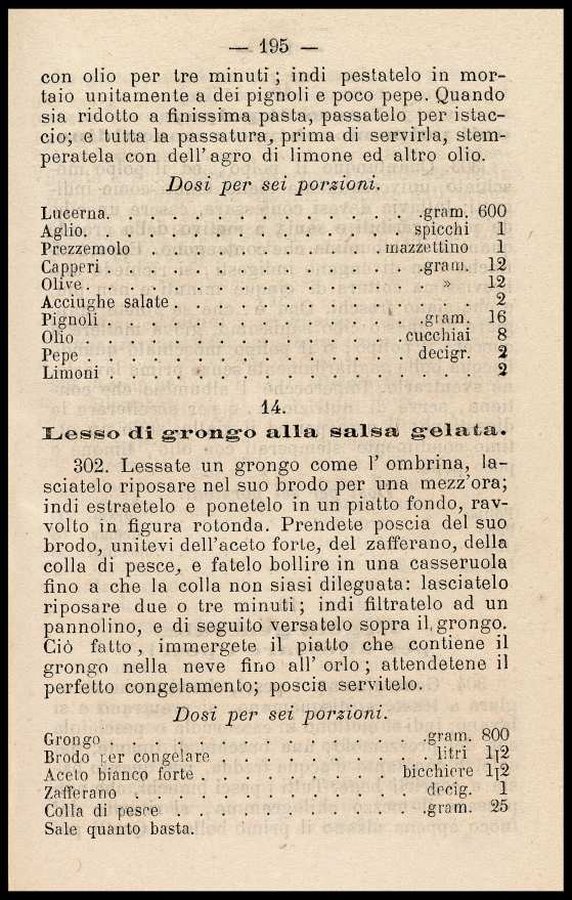 — 195 —
con olio per tre minuti ; indi pestatelo in mor-
taio unitamente a dei pignoli e poco pepe. Quando
sia ridotto a finissima pasta, passatelo per istac-
cio; e tutta la passatura, prima di servirla, stem-
peratela con dell'agro di limone ed altro olio.
Dosi per sei porzioni.
Lucerna. . . . . . . . . . . . . . .gram. 600
Aglio. . . . . . . . . . . . . . . spicchi 1
Prezzemolo . . . . . . . . . . . mazzettino 1
Capperi . . . . . . . . . . . . . . .gram. 12
Olive . . . . . . . . . . . . . . . . » 12
Acciughe salate . . . . . . . . . . . . . 2
Pignoli . . . . . . . . . . . . . . .gram. 16
Olio . . . . . . . . . . . . . . cucchiai 8
Pepe . . . . . . . . . . . . . . . decigr. 2
Limoni . . . . . . . . . . . . . . . . . 2
14.
Lesso di grongo alla salsa gelata.
302. Lessate un grongo come l' ombrina, la-
sciatelo riposare nel suo brodo per una mezz'ora;
indi estraetelo e ponetelo in un piatto fondo, rav-
volto in figura rotonda. Prendete poscia del suo
brodo, unitevi dell'aceto forte, del zafferano, della
colla di pesce, e fatelo bollire in una casseruola
fino a che la colla non siasi dileguata: lasciatelo
riposare due o tre minuti ; indi filtratelo ad un
pannolino, e di seguito versatelo sopra il grongo.
Ciò fatto , immergete il piatto che contiene il
grongo nella neve fino all' orlo ; attendetene il
perfetto congelamento; poscia servitelo.
Dosi per sei porzioni.
Grongo . . . . . . . . . . . . . . .gram. 800
Brodo per congelare . . . . . . . . . litri 1|2
Aceto bianco forte . . . . . . . . bicchiere 1|2
Zafferano . . . . . . . . . . . . . decig. 1
Colla di pesce . . . . . . . . . . . .gram. 25
Sale quanto basta.